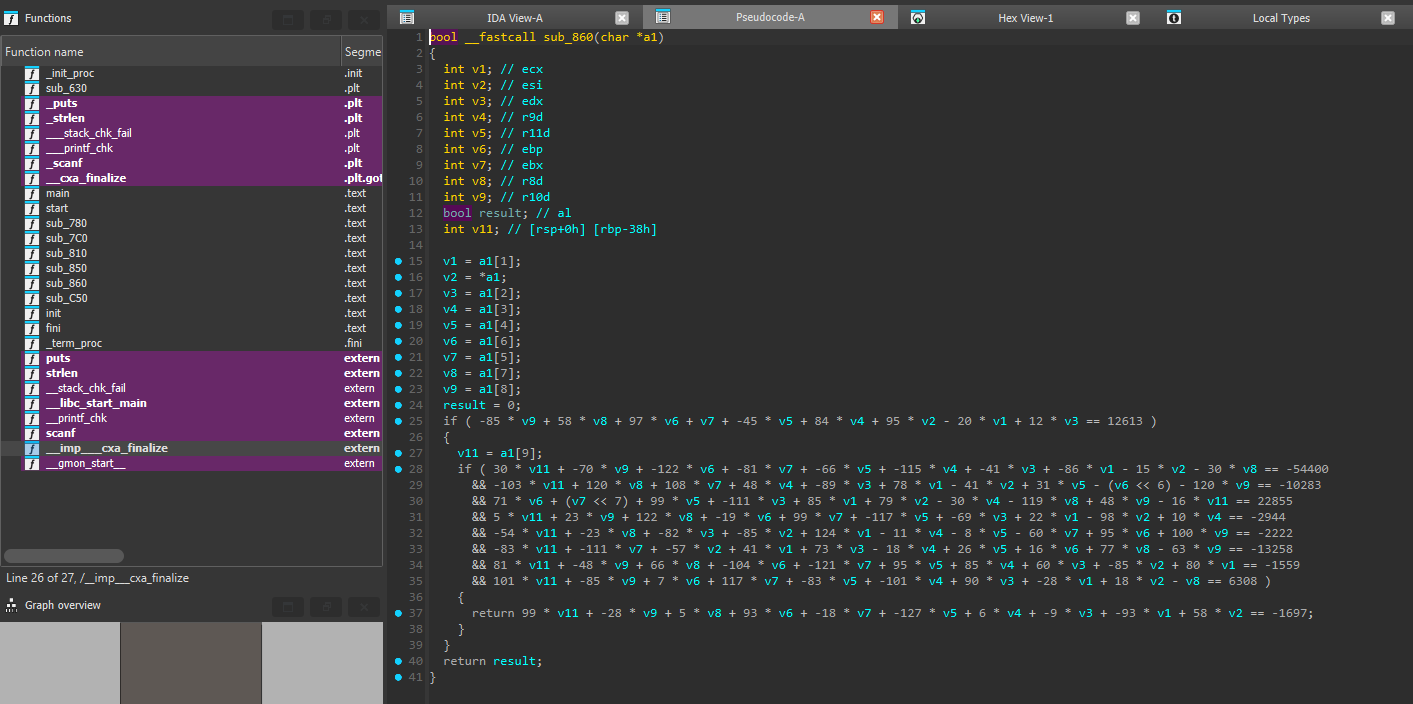 Functions
Function name Segme
_init_proc .init
sub_630 .plt
_puts .plt
_strlen .plt
___stack_chk_fail .plt
___printf_chk .plt
_scanf .plt
__cxa_finalize .plt.got
main .text
start .text
sub_780 .text
sub_7C0 .text
sub_810 .text
sub_850 .text
sub_860 .text
sub_C50 .text
init .text
fini .text
_term_proc .fini
puts extern
strlen extern
__stack_chk_fail extern
__libc_start_main extern
__printf_chk extern
scanf extern
__imp___cxa_finalize extern
__gmon_start__ extern
Line 26 of 27, /__imp___cxa_finalize
Graph overview
IDA View-A Pseudocode-A Hex View-1 Local Types
1 bool __fastcall sub_860(char *a1)
2 {
3 int v1; // ecx
4 int v2; // esi
5 int v3; // edx
6 int v4; // r9d
7 int v5; // r11d
8 int v6; // ebp
9 int v7; // ebx
10 int v8; // r8d
11 int v9; // r10d
12 bool result; // al
13 int v11; // [rsp+0h] [rbp-38h]
14
15 v1 = a1[1];
16 v2 = *a1;
17 v3 = a1[2];
18 v4 = a1[3];
19 v5 = a1[4];
20 v6 = a1[6];
21 v7 = a1[5];
22 v8 = a1[7];
23 v9 = a1[8];
24 result = 0;
25 if ( -85 * v9 + 58 * v8 + 97 * v6 + v7 + -45 * v5 + 84 * v4 + 95 * v2 - 20 * v1 + 12 * v3 == 12613 )
26 {
27 v11 = a1[9];
28 if ( 30 * v11 + -70 * v9 + -122 * v6 + -81 * v7 + -66 * v5 + -115 * v4 + -41 * v3 + -86 * v1 - 15 * v2 - 30 * v8 == -54400
29 && -103 * v11 + 120 * v8 + 108 * v7 + 48 * v4 + -89 * v3 + 78 * v1 - 41 * v2 + 31 * v5 - (v6 << 6) - 120 * v9 == -10283
30 && 71 * v6 + (v7 << 7) + 99 * v5 + -111 * v3 + 85 * v1 + 79 * v2 - 30 * v4 - 119 * v8 + 48 * v9 - 16 * v11 == 22855
31 && 5 * v11 + 23 * v9 + 122 * v8 + -19 * v6 + 99 * v7 + -117 * v5 + -69 * v3 + 22 * v1 - 98 * v2 + 10 * v4 == -2944
32 && -54 * v11 + -23 * v8 + -82 * v3 + -85 * v2 + 124 * v1 - 11 * v4 - 8 * v5 - 60 * v7 + 95 * v6 + 100 * v9 == -2222
33 && -83 * v11 + -111 * v7 + -57 * v2 + 41 * v1 + 73 * v3 - 18 * v4 + 26 * v5 + 16 * v6 + 77 * v8 - 63 * v9 == -13258
34 && 81 * v11 + -48 * v9 + 66 * v8 + -104 * v6 + -121 * v7 + 95 * v5 + 85 * v4 + 60 * v3 + -85 * v2 + 80 * v1 == -1559
35 && 101 * v11 + -85 * v9 + 7 * v6 + 117 * v7 + -83 * v5 + -101 * v4 + 90 * v3 + -28 * v1 + 18 * v2 - v8 == 6308 )
36 {
37 return 99 * v11 + -28 * v9 + 5 * v8 + 93 * v6 + -18 * v7 + -127 * v5 + 6 * v4 + -9 * v3 + -93 * v1 + 58 * v2 == -1697;
38 }
39 }
40 return result;
41 }